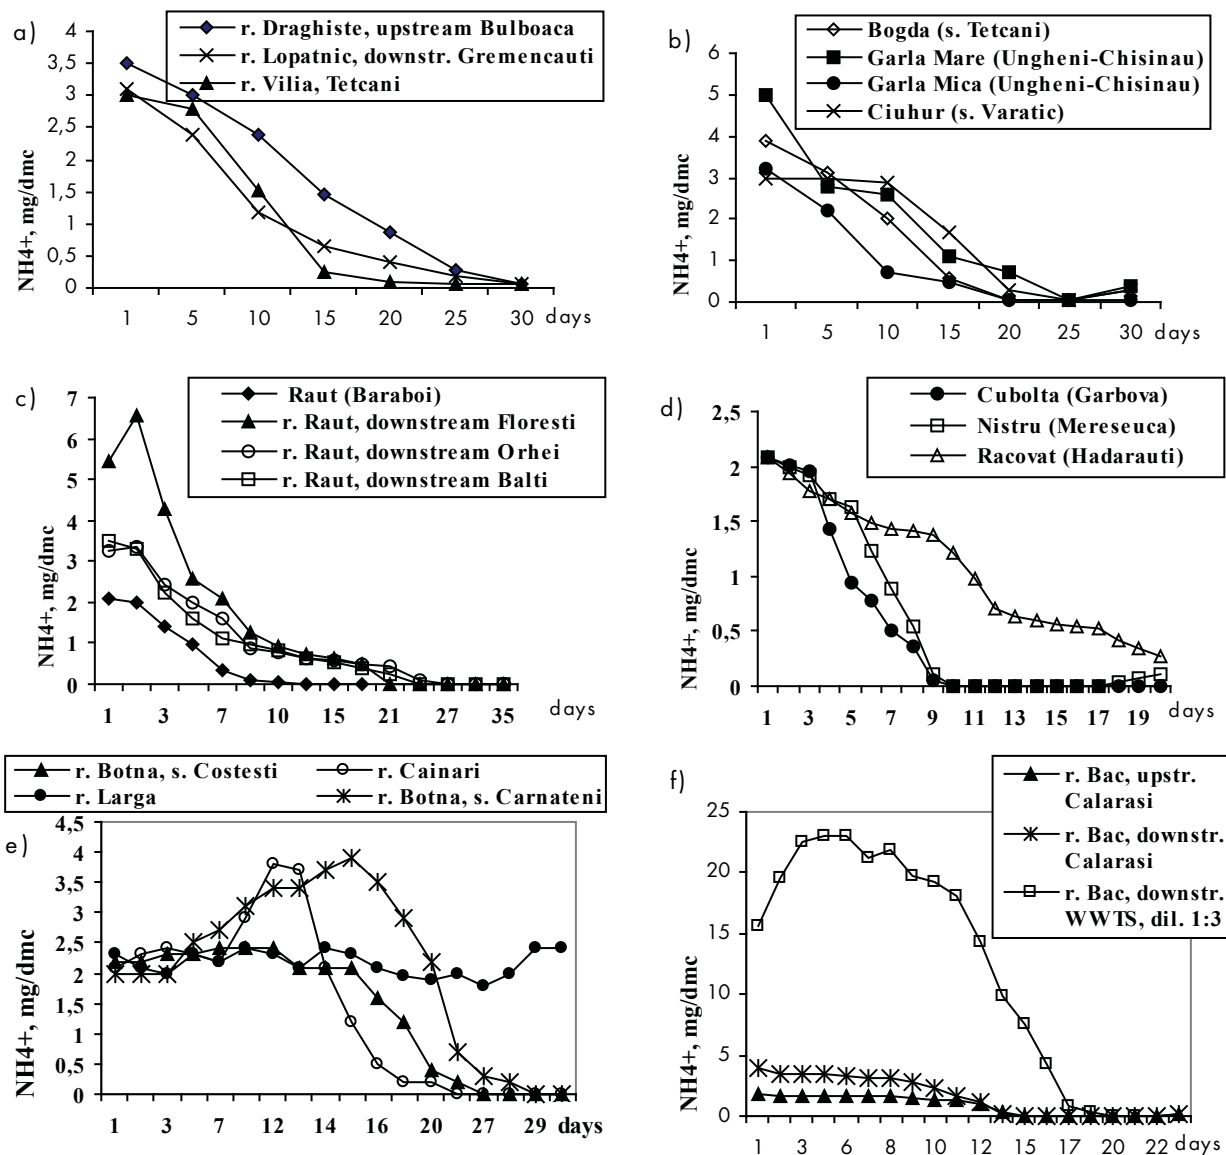 a)
r. Draghiste, upstream Bulboaca
r. Lopatnic, downstr. Gremencauti
r. Vilia, Tetcani
NH4+, mg/dmc
4
3,5
3
2,5
2
1,5
1
0,5
0
1 5 10 15 20 25 30 days
b)
Bogda (s. Tetcani)
Garla Mare (Ungheni-Chisinau)
Garla Mica (Ungheni-Chisinau)
Ciuhur (s. Varatic)
NH4+, mg/dmc
6
5
4
3
2
1
0
1 5 10 15 20 25 30 days
c)
Raut (Baraboi)
r. Raut, downstream Floresti
r. Raut, downstream Orhei
r. Raut, downstream Balti
NH4+, mg/dmc
7
6
5
4
3
2
1
0
1 3 7 10 15 21 27 35 days
d)
Cubolta (Garbova)
Nistru (Mereseuca)
Racovat (Hadarauti)
NH4+, mg/dmc
2,5
2
1,5
1
0,5
0
1 3 5 7 9 11 13 15 17 19 days
r. Botna, s. Costesti r. Cainari
r. Larga r. Botna, s. Carnateni
e)
NH4+, mg/dmc
4,5
4
3,5
3
2,5
2
1,5
1
0,5
0
1 3 7 12 14 16 20 27 29 days
f)
r. Bac, upstr.
Calarasi
r. Bac, downstr.
Calarasi
r. Bac, downstr.
WWTS, dil. 1:3
NH4+, mg/dmc
25
20
15
10
5
0
1 3 6 8 10 12 15 17 20 22 days